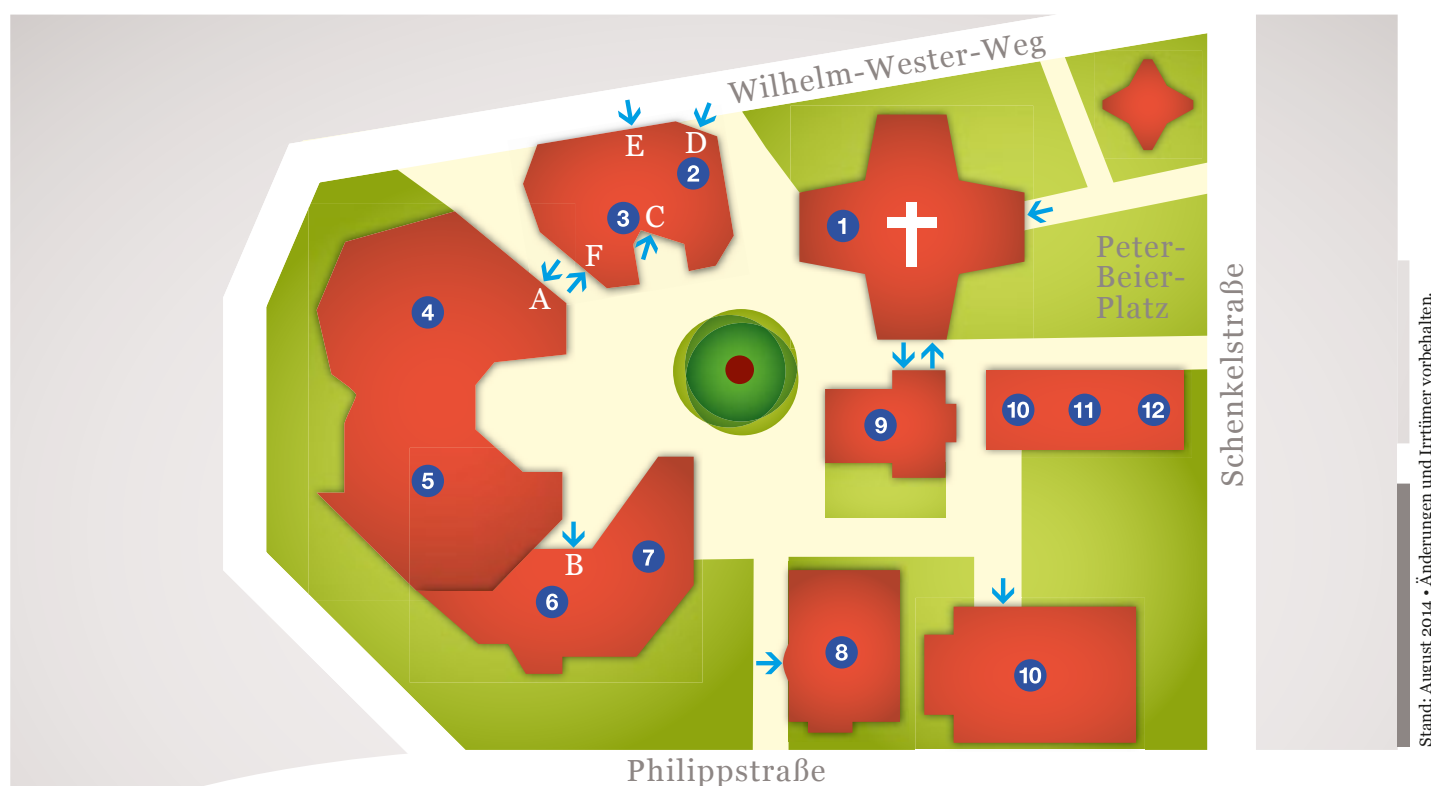 Wilhelm-Wester-Weg
E
D
2
3
C
1
F
A
Peter-
Beier-
Platz
4
Schenkelstraße
10
11
12
9
5
B
7
6
8
10
Philippstraße
Stand: August 2014 • Änderungen und Irrtümer vorbehalten.